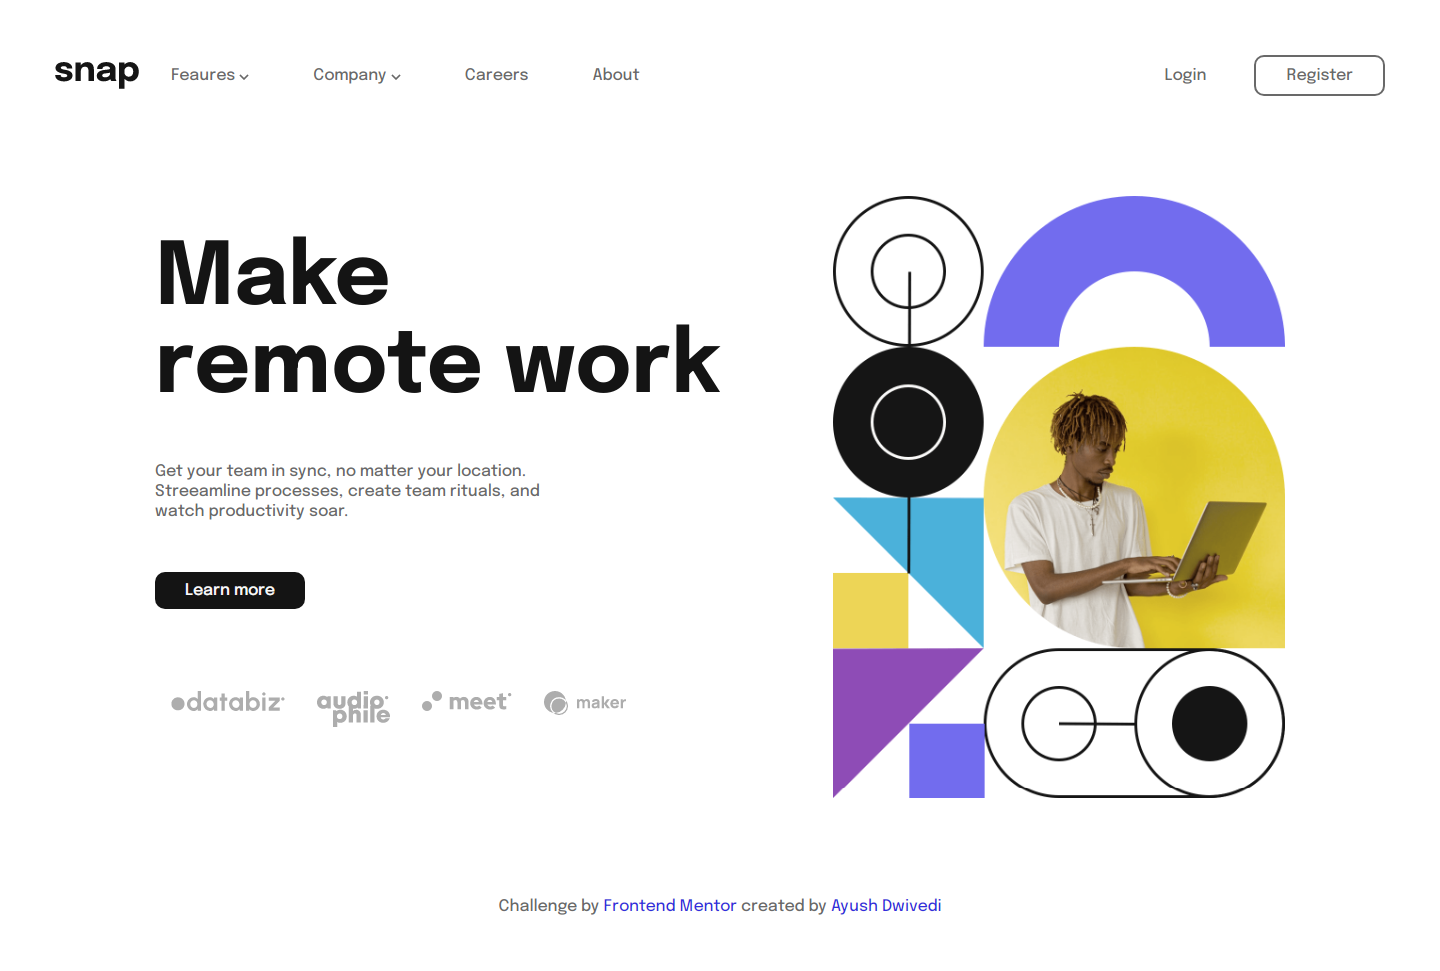 snap
Feaures
Company
Careers
About
Login
Register
Make
remote work
Get your team in sync, no matter your location.
Streeamline processes, create team rituals, and
watch productivity soar.
Learn more
databiz
audio
phile
meet
maker
Challenge by Frontend Mentor created by Ayush Dwivedi